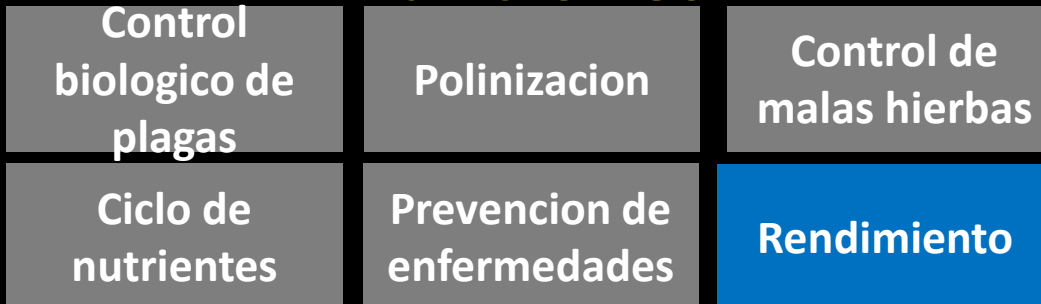 Control
biologico de
plagas
Polinizacion
Control de
malas hierbas
Ciclo de
nutrientes
Prevencion de
enfermedades
Rendimiento